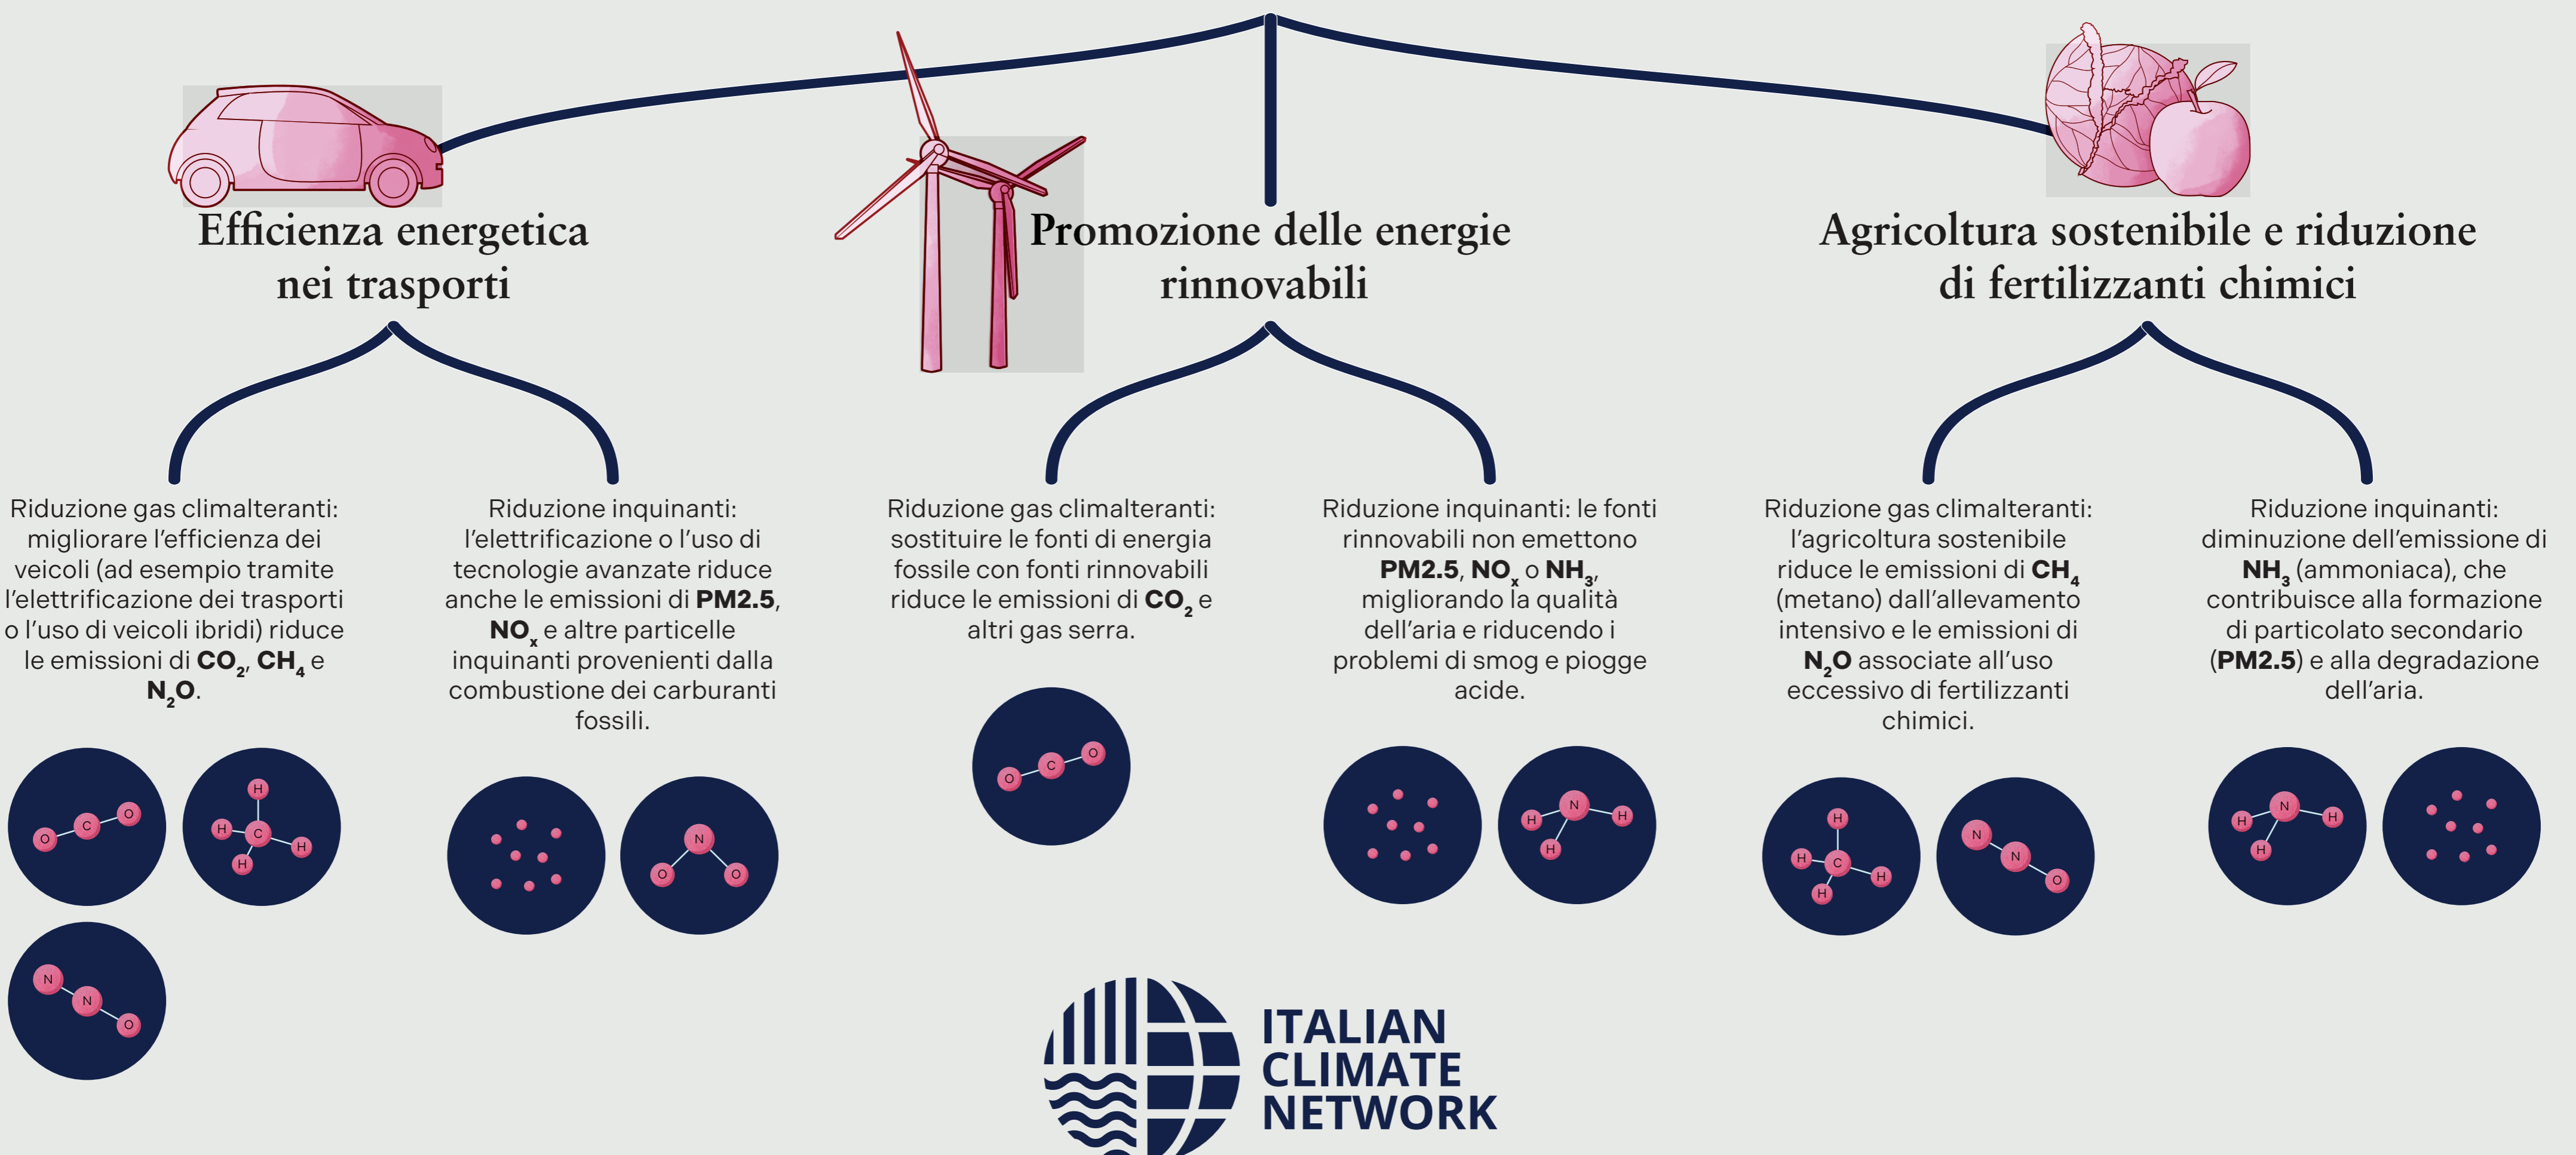 Efficienza energetica
nei trasporti
Promozione delle energie
rinnovabili
Agricoltura sostenibile e riduzione
di fertilizzanti chimici
Riduzione gas climalteranti:
migliorare l’efficienza dei
veicoli (ad esempio tramite
l’elettrificazione dei trasporti
o l’uso di veicoli ibridi) riduce
le emissioni di CO₂, CH₄ e
N₂O.
Riduzione inquinanti:
l’elettrificazione o l’uso di
tecnologie avanzate riduce
anche le emissioni di PM2.5,
NOₓ e altre particelle
inquinanti provenienti dalla
combustione dei carburanti
fossili.
Riduzione gas climalteranti:
sostituire le fonti di energia
fossile con fonti rinnovabili
riduce le emissioni di CO₂ e
altri gas serra.
Riduzione inquinanti: le fonti
rinnovabili non emettono
PM2.5, NOₓ o NH₃,
migliorando la qualità
dell’aria e riducendo i
problemi di smog e piogge
acide.
Riduzione gas climalteranti:
l’agricoltura sostenibile
riduce le emissioni di CH₄
(metano) dall’allevamento
intensivo e le emissioni di
N₂O associate all’uso
eccessivo di fertilizzanti
chimici.
Riduzione inquinanti:
diminuzione dell’emissione di
NH₃ (ammoniaca), che
contribuisce alla formazione
di particolato secondario
(PM2.5) e alla degradazione
dell’aria.
O C O
H
H C H
H
N
N
O
N
O O
O C O
N
H H
H
H
H C H
H
N
N
O
N
H H
H
ITALIAN
CLIMATE
NETWORK